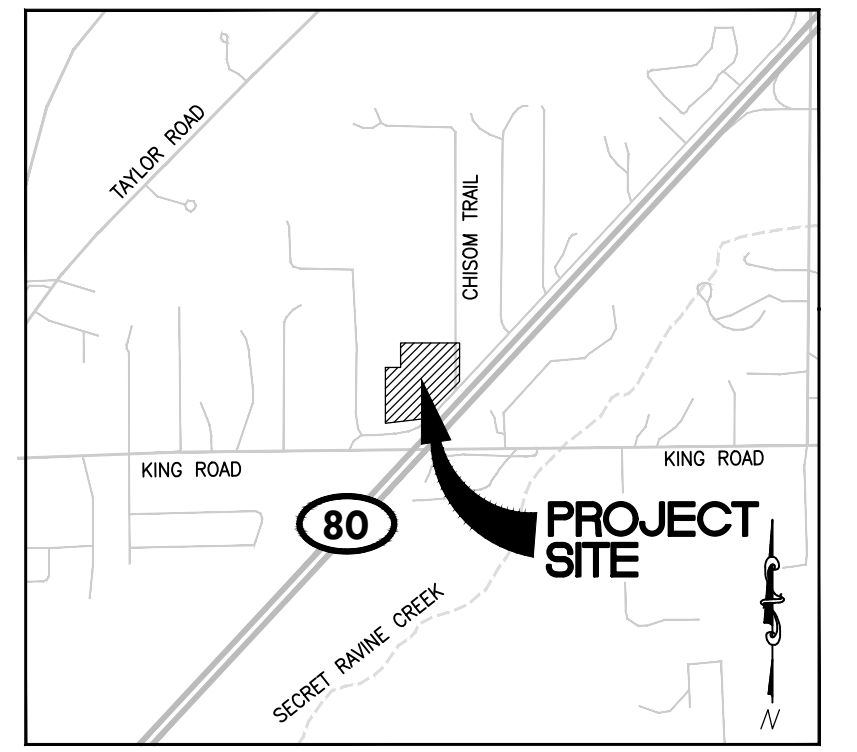 TAYLOR ROAD
CHISOM TRAIL
KING ROAD
KING ROAD
80
PROJECT
SITE
SECRET RAVINE CREEK
N